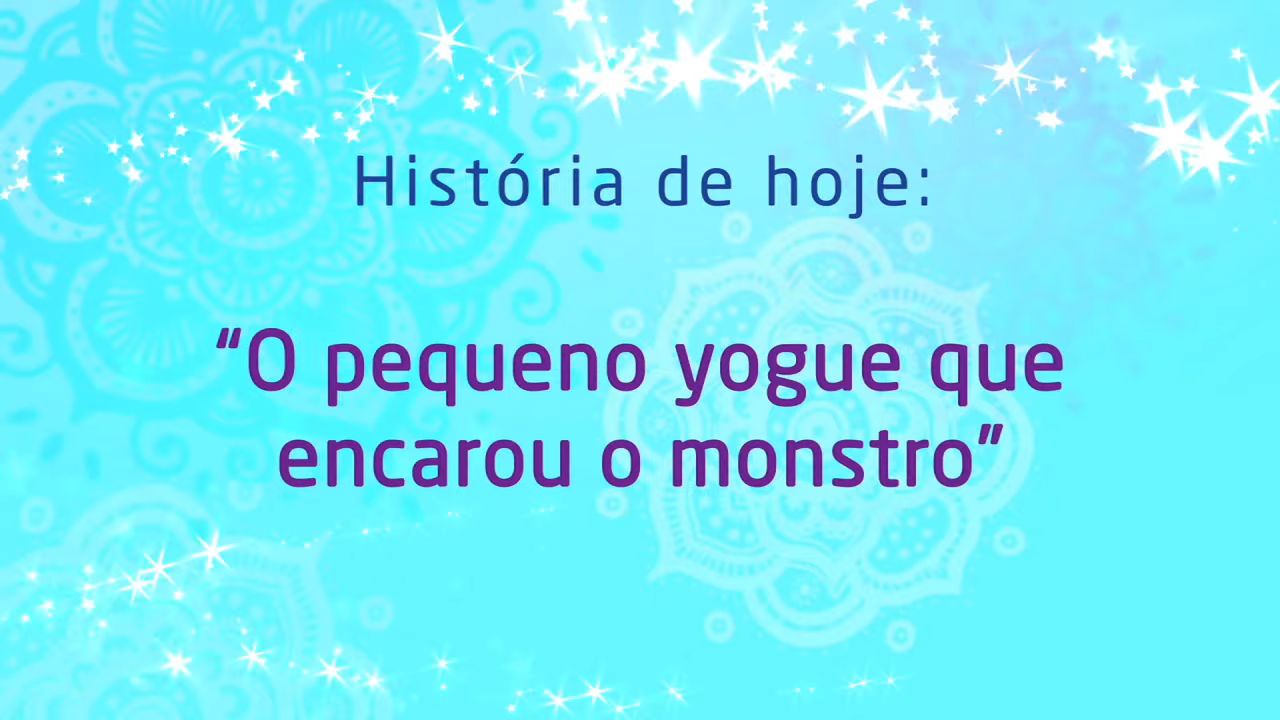 História de hoje:
“O pequeno yogue que
encarou o monstro”